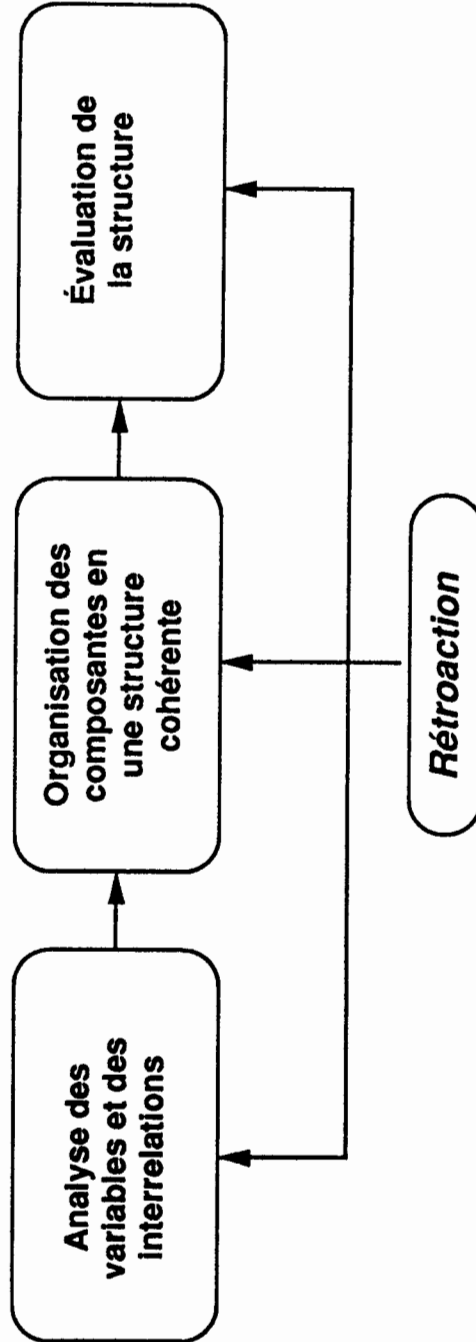 Analyse des
variables et des
interrelations
Organisation des
composantes en
une structure
cohérente
Évaluation de
la structure
Rétroaction